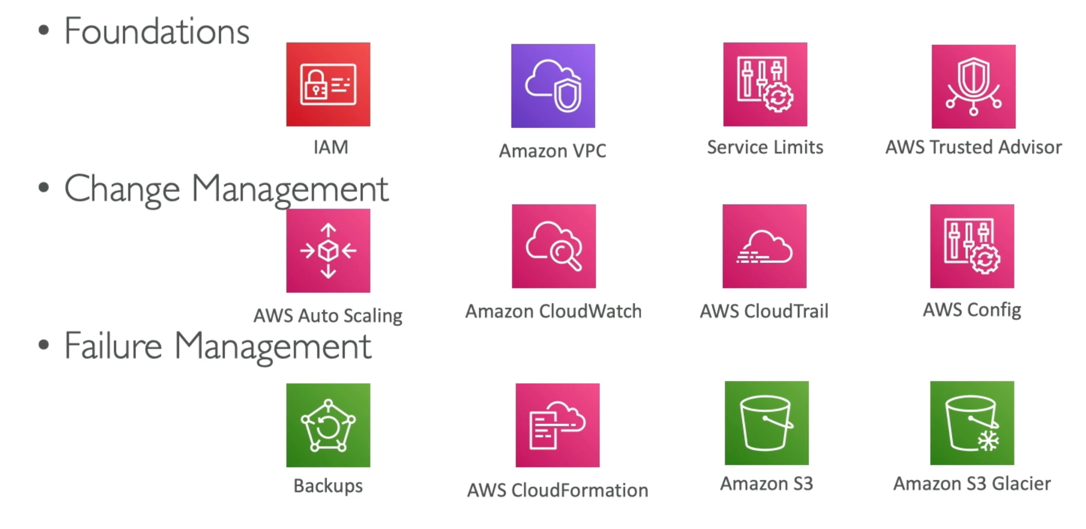 • Foundations
IAM
Amazon VPC
Service Limits
AWS Trusted Advisor
• Change Management
AWS Auto Scaling
Amazon CloudWatch
AWS CloudTrail
AWS Config
• Failure Management
Backups
AWS CloudFormation
Amazon S3
Amazon S3 Glacier